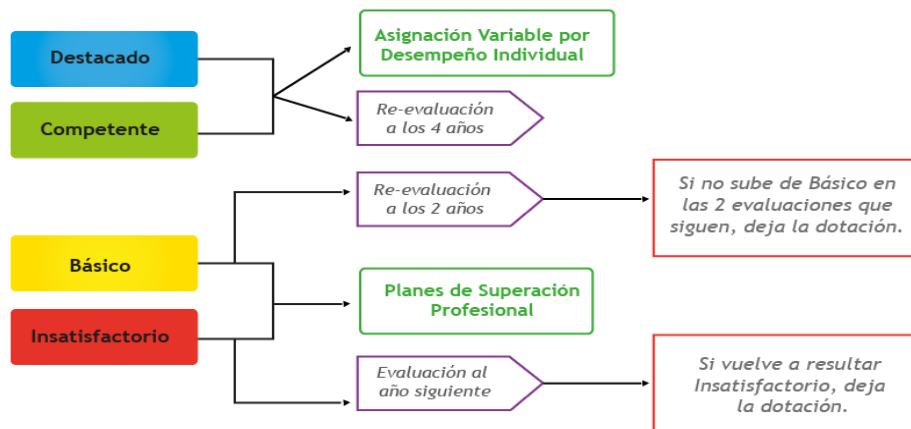 Destacado
Competente
Asignación Variable por
Desempeño Individual
Re-evaluación
a los 4 años
Básico
Insatisfactorio
Re-evaluación
a los 2 años
Si no sube de Básico en
las 2 evaluaciones que
siguen, deja la dotación.
Planes de Superación
Profesional
Evaluación al
año siguiente
Si vuelve a resultar
Insatisfactorio, deja
la dotación.